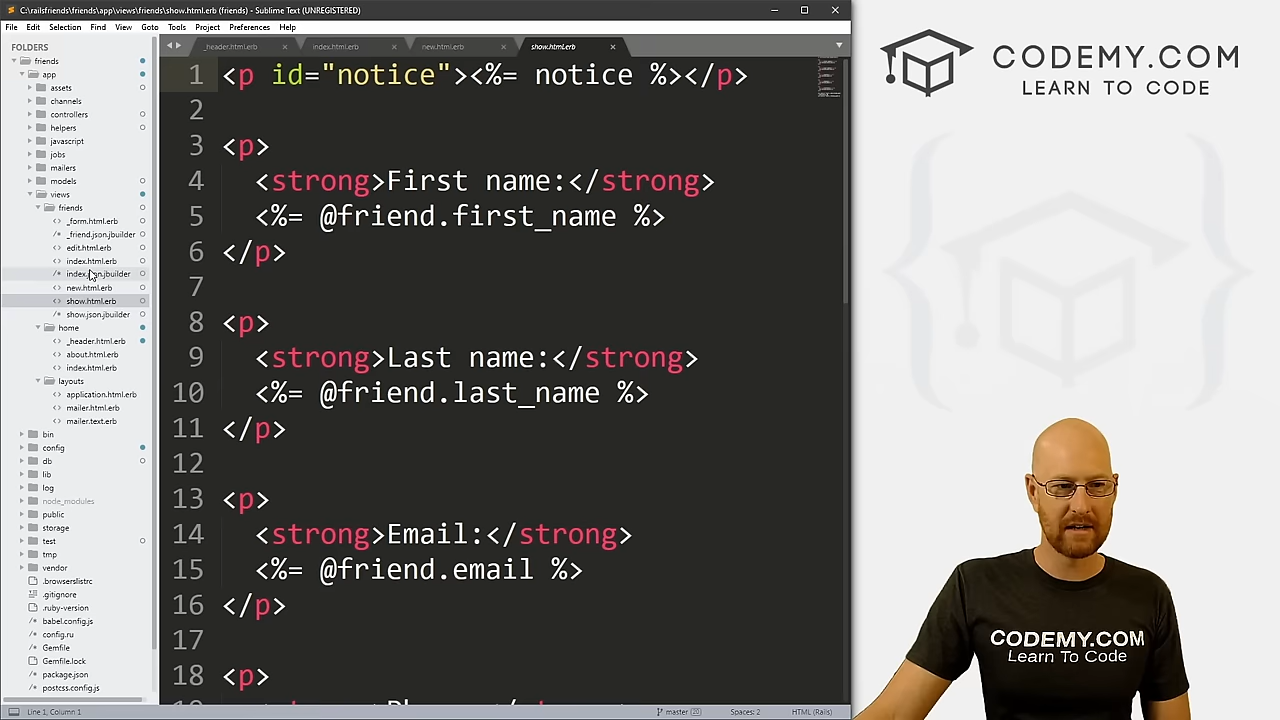 C:\railsfriends\friends\app\views\friends\show.html.erb (friends) - Sublime Text (UNREGISTERED)
File Edit Selection Find View Goto Tools Project Preferences Help
FOLDERS
friends
app
assets
channels
controllers
helpers
javascript
jobs
mailers
models
views
friends
_form.html.erb
_friend.json.jbuilder
edit.html.erb
index.html.erb
index.json.jbuilder
new.html.erb
show.html.erb
show.json.jbuilder
home
_header.html.erb
about.html.erb
index.html.erb
layouts
application.html.erb
mailer.html.erb
mailer.text.erb
bin
config
db
lib
log
node_modules
public
storage
test
tmp
vendor
.browserslistrc
.gitignore
.ruby-version
babel.config.js
config.ru
Gemfile
Gemfile.lock
package.json
postcss.config.js
_header.html.erb index.html.erb new.html.erb show.html.erb
1 <p id="notice"><%= notice %></p>
2
3 <p>
4 <strong>First name:</strong>
5 <%= @friend.first_name %>
6 </p>
7
8 <p>
9 <strong>Last name:</strong>
10 <%= @friend.last_name %>
11 </p>
12
13 <p>
14 <strong>Email:</strong>
15 <%= @friend.email %>
16 </p>
17
18 <p>
Line 1, Column 1
master Spaces: 2 HTML (Rails)
CODEMY.COM
LEARN TO CODE
CODEMY.COM
Learn To Code